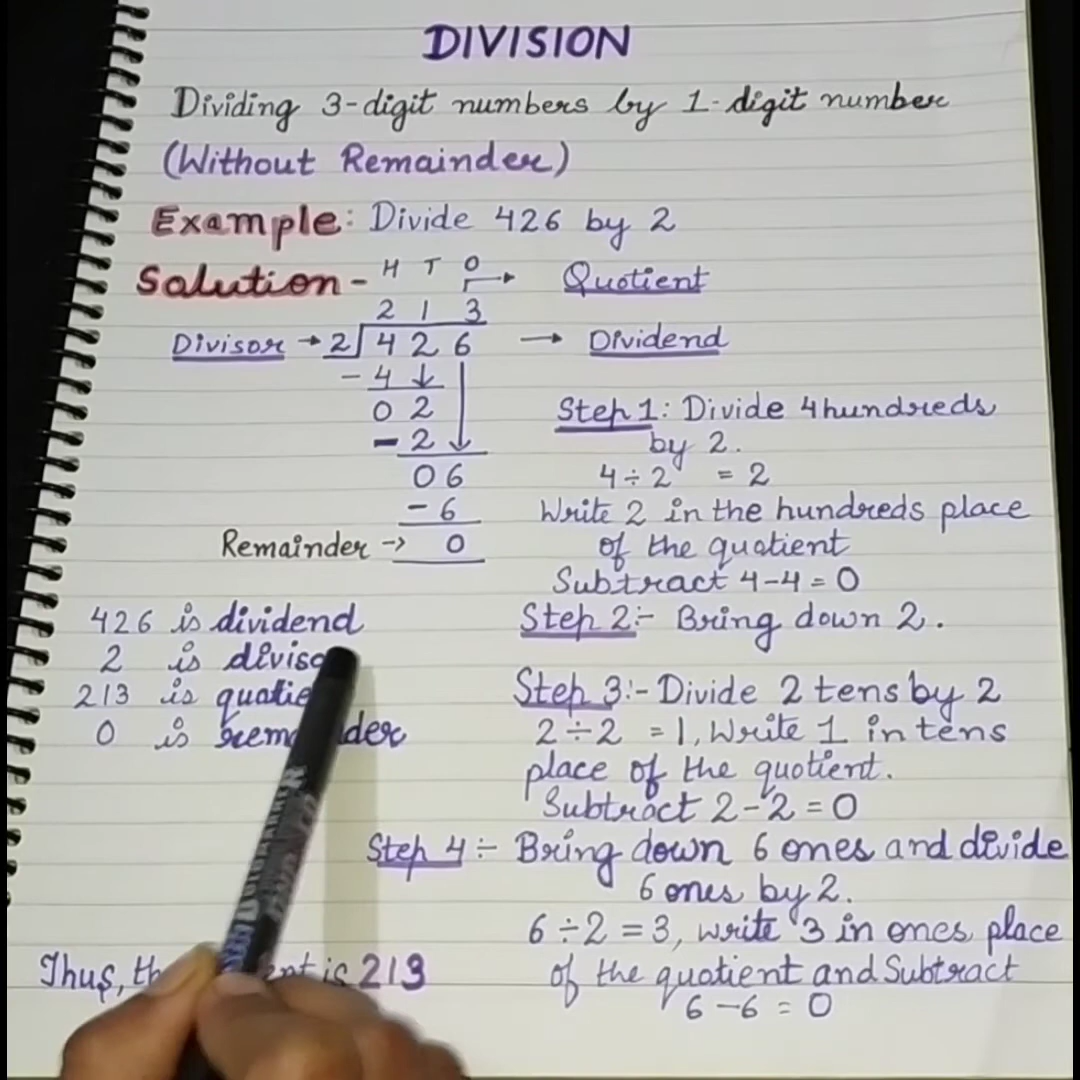 DIVISION
Dividing 3-digit numbers by 1-digit number
(Without Remainder)
Example: Divide 426 by 2
Solution- H T O → Quotient
2 1 3
Divisor → 2 426 → Dividend
- 4 ↓
0 2
- 2 ↓
0 6
- 6
Remainder → 0
426 is dividend
2 is
213 is
0 is
Thus, is 213
Step 1: Divide 4hundreds
by 2.
4 ÷ 2 = 2
Write 2 in the hundreds place
of the quotient
Subtract 4-4 = 0
Step 2:- Bring down 2.
Step 3:- Divide 2 tens by 2
2 ÷ 2 = 1, Write 1 in tens
place of the quotient.
Subtract 2-2 = 0
Step 4 :- Bring down 6 ones and divide
6 ones by 2.
6 ÷ 2 = 3, write 3 in ones place
of the quotient and Subtract
6 - 6 = 0